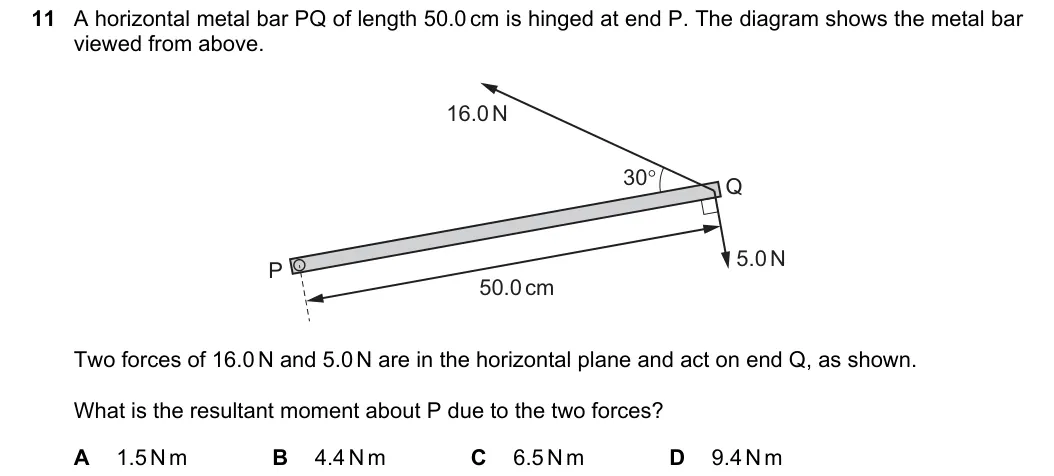 11 A horizontal metal bar PQ of length 50.0 cm is hinged at end P. The diagram shows the metal bar
viewed from above.
16.0 N
30°
Q
P
5.0 N
50.0 cm
Two forces of 16.0 N and 5.0 N are in the horizontal plane and act on end Q, as shown.
What is the resultant moment about P due to the two forces?
A 1.5 N m B 4.4 N m C 6.5 N m D 9.4 N m